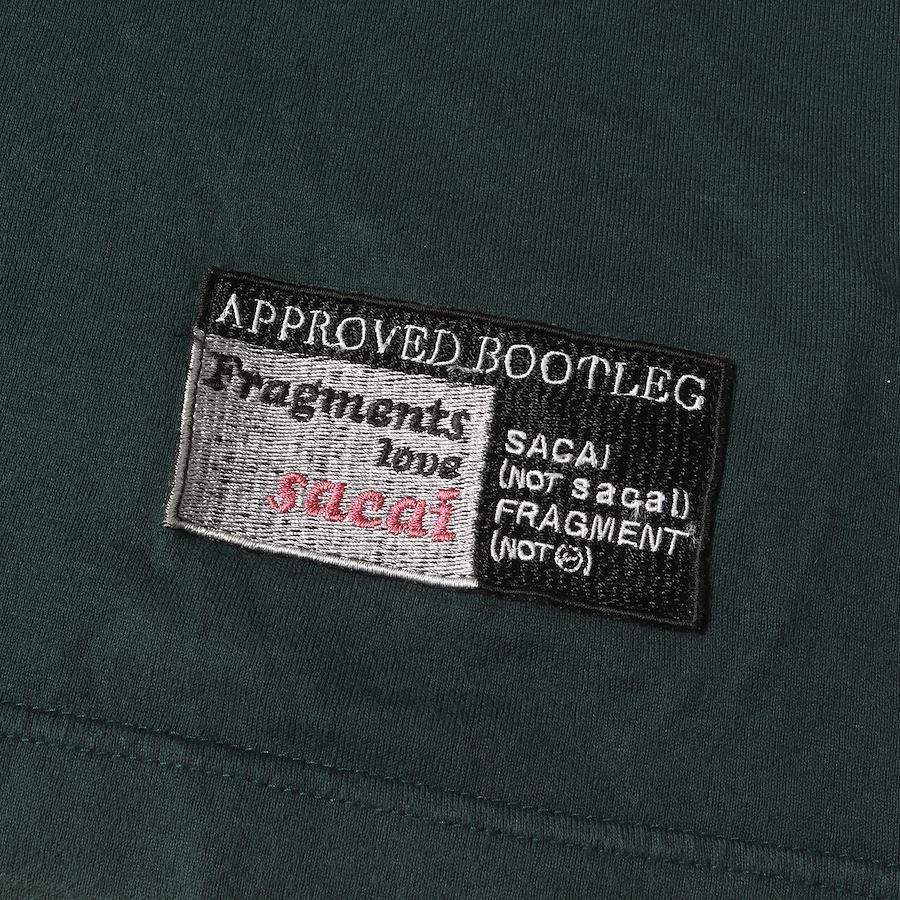 APPROVED BOOTLEG
Fragments
love
sacai
SACAI
(NOT sacai)
FRAGMENT
(NOT )